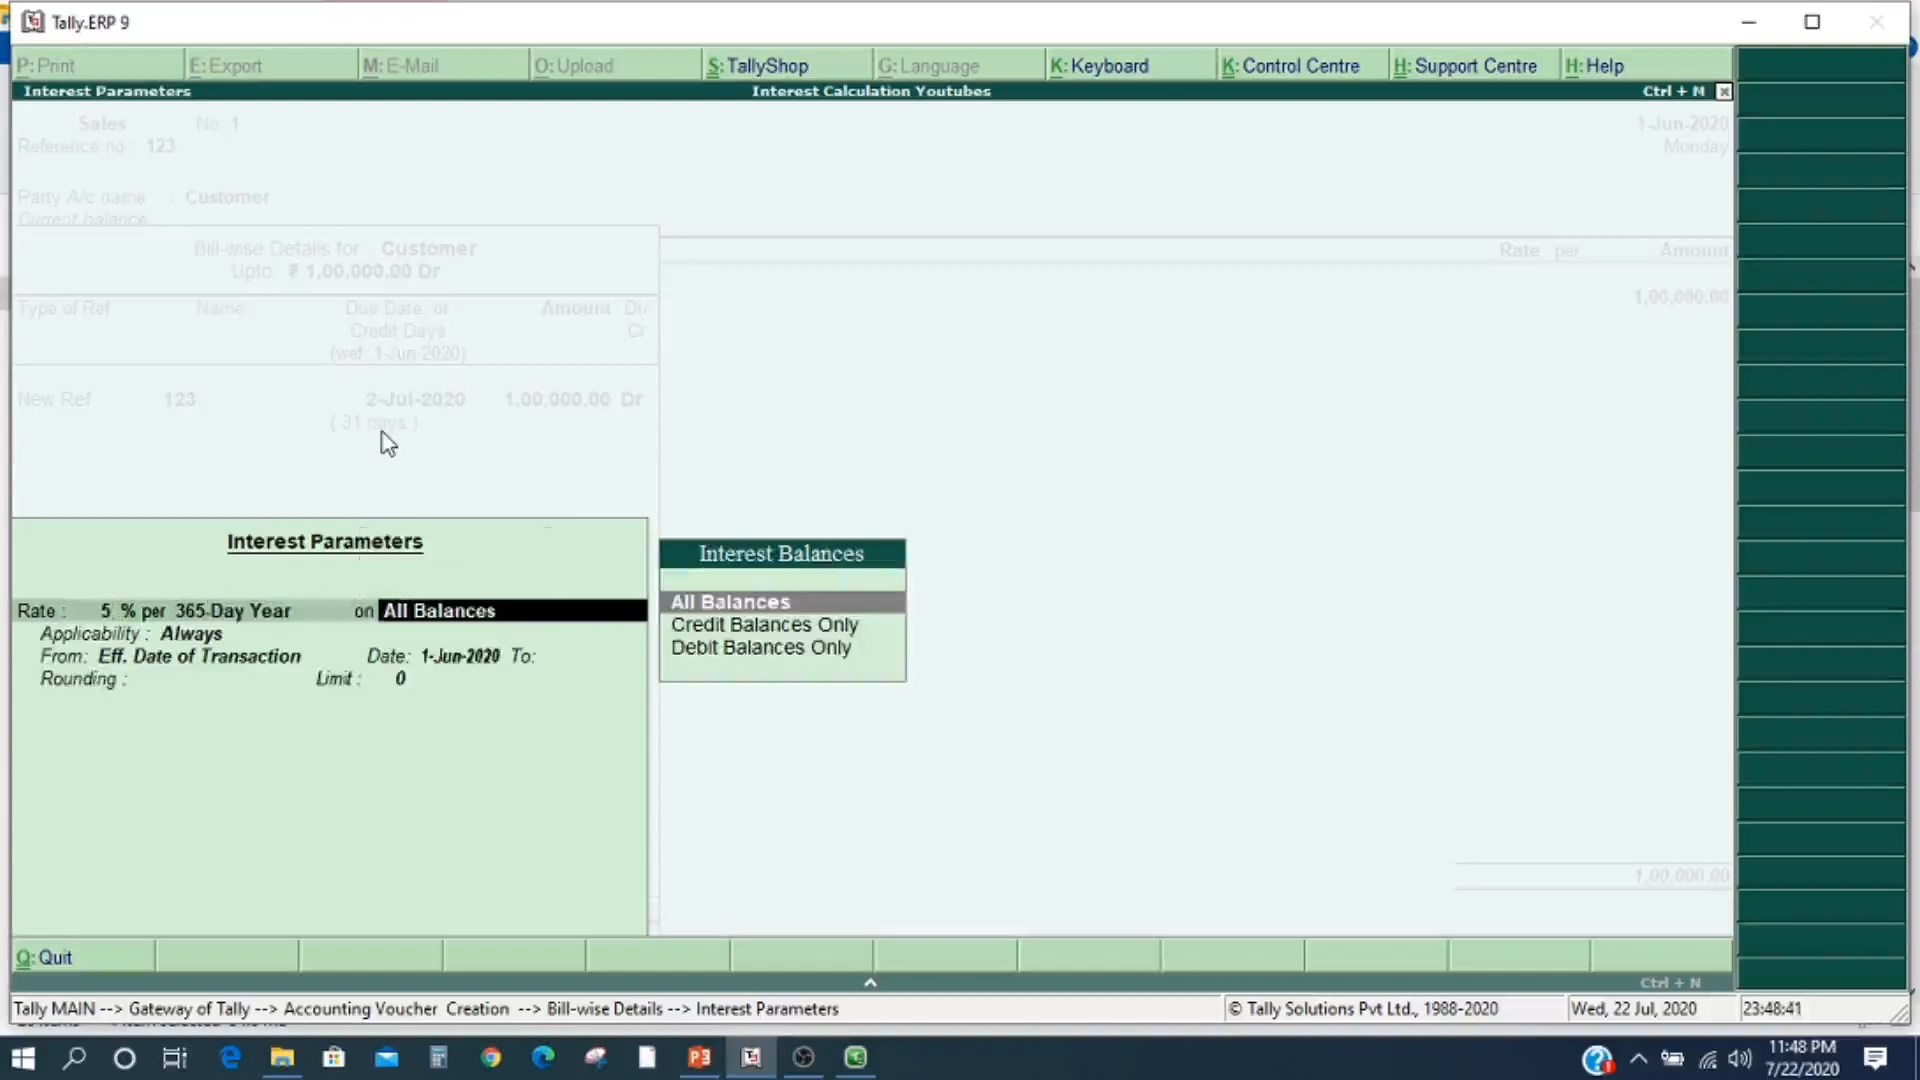 Tally.ERP 9
P: Print E: Export M: E-Mail O: Upload S: TallyShop G: Language K: Keyboard K: Control Centre H: Support Centre H: Help
Interest Parameters Interest Calculation Youtubes Ctrl + M
Sales No. 1 1-Jun-2020
Reference no.: 123 Monday
Party A/c name : Customer
Current balance
Bill-wise Details for : Customer
Upto: ₹ 1,00,000.00 Dr
Rate per Amount
Type of Ref Name Due Date, or Amount Dr/
Credit Days Cr
(wef: 1-Jun-2020)
1,00,000.00
New Ref 123 2-Jul-2020 1,00,000.00 Dr
( 31 days )
Interest Parameters
Rate : 5 % per 365-Day Year on All Balances
Applicability : Always
From: Eff. Date of Transaction Date: 1-Jun-2020 To:
Rounding : Limit : 0
Interest Balances
All Balances
Credit Balances Only
Debit Balances Only
1,00,000.00
Q: Quit
Ctrl + N
Tally MAIN --> Gateway of Tally --> Accounting Voucher Creation --> Bill-wise Details --> Interest Parameters © Tally Solutions Pvt Ltd., 1988-2020 Wed, 22 Jul, 2020 23:48:41
11:48 PM
7/22/2020